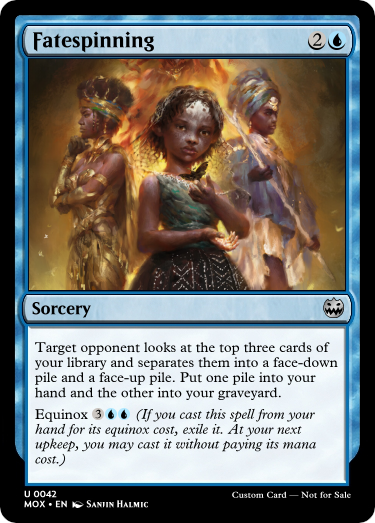 Fatespinning 2
Sorcery
Target opponent looks at the top three cards of
your library and separates them into a face-down
pile and a face-up pile. Put one pile into your
hand and the other into your graveyard.
Equinox 3 (If you cast this spell from
your hand for its equinox cost, exile it. At your next
upkeep, you may cast it without paying its mana
cost.)
U 0042
MOX • EN Sanfin Halmic
Custom Card — Not for Sale